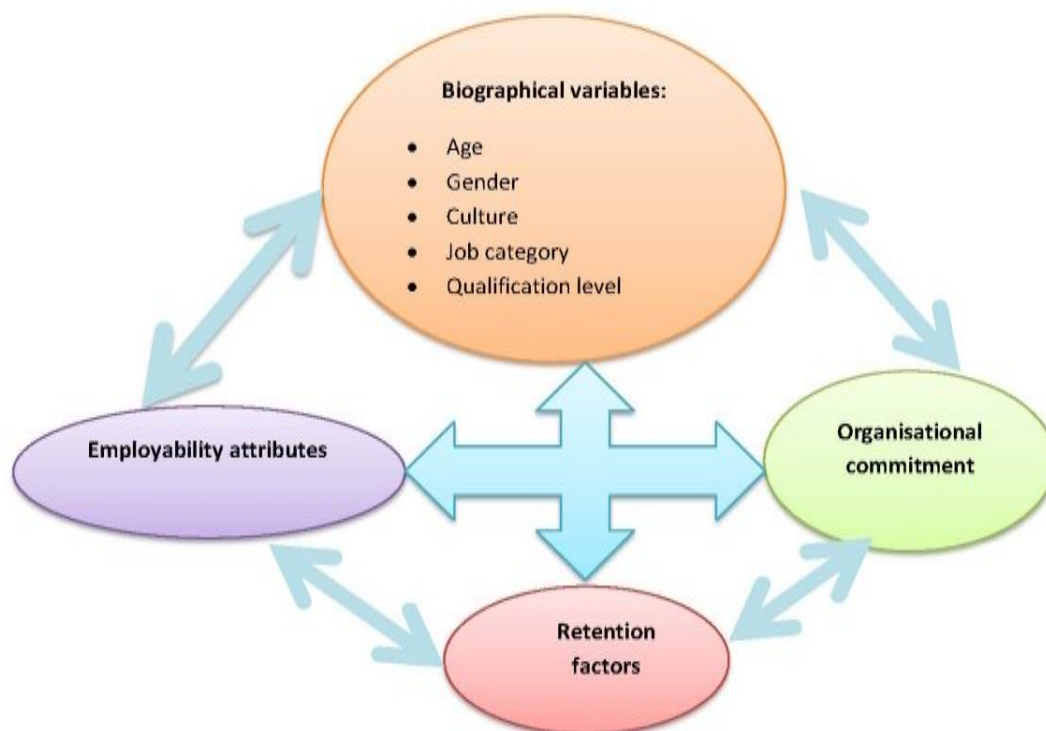 Biographical variables:
• Age
• Gender
• Culture
• Job category
• Qualification level
Employability attributes
Organisational
commitment
Retention
factors